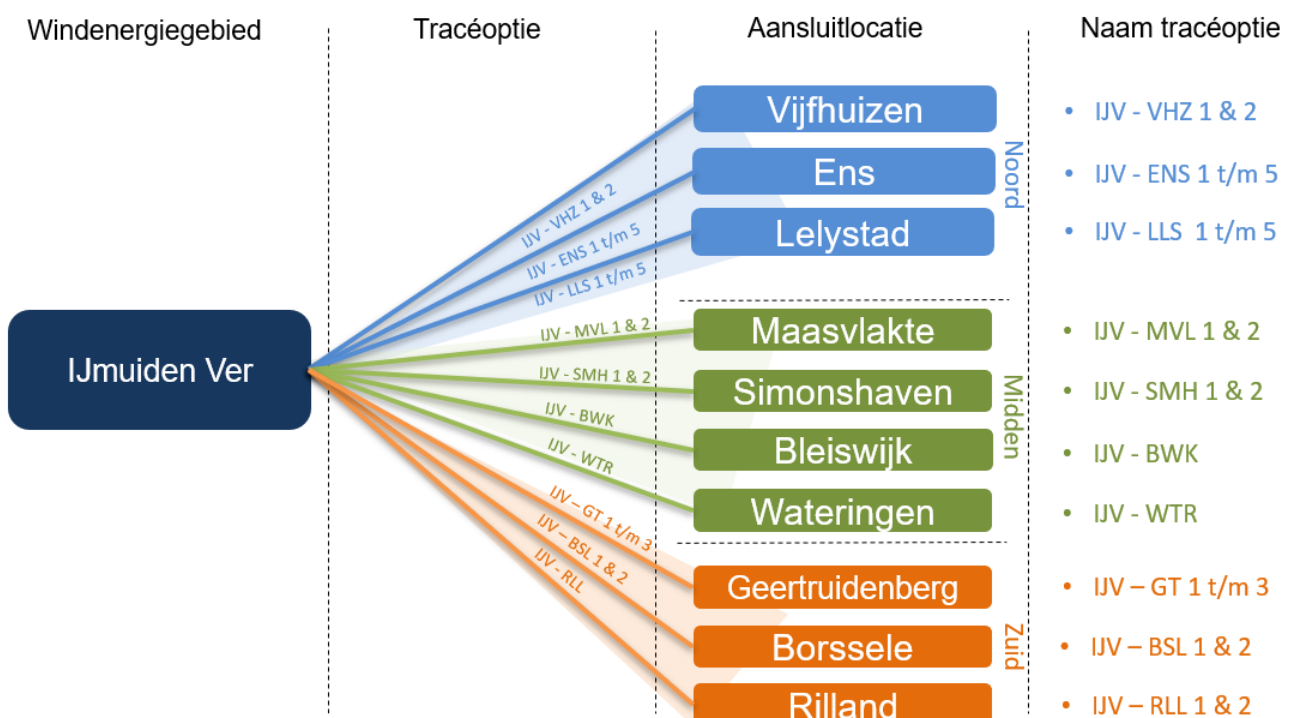 Windenergiegebied
Tracéoptie
Aansluitlocatie
Naam tracéoptie
IJmuiden Ver
IJV - VHZ 1 & 2
IJV - ENS 1 t/m 5
IJV - LLS 1 t/m 5
IJV - MVL 1 & 2
IJV - SMH 1 & 2
IJV - BWK
IJV - WTR
IJV – GT 1 t/m 3
IJV – BSL 1 & 2
IJV - RLL
Vijfhuizen
Ens
Lelystad
Noord
Maasvlakte
Simonshaven
Bleiswijk
Wateringen
Midden
Geertruidenberg
Borssele
Rilland
Zuid
• IJV - VHZ 1 & 2
• IJV - ENS 1 t/m 5
• IJV - LLS 1 t/m 5
• IJV - MVL 1 & 2
• IJV - SMH 1 & 2
• IJV - BWK
• IJV - WTR
• IJV – GT 1 t/m 3
• IJV – BSL 1 & 2
• IJV – RLL 1 & 2